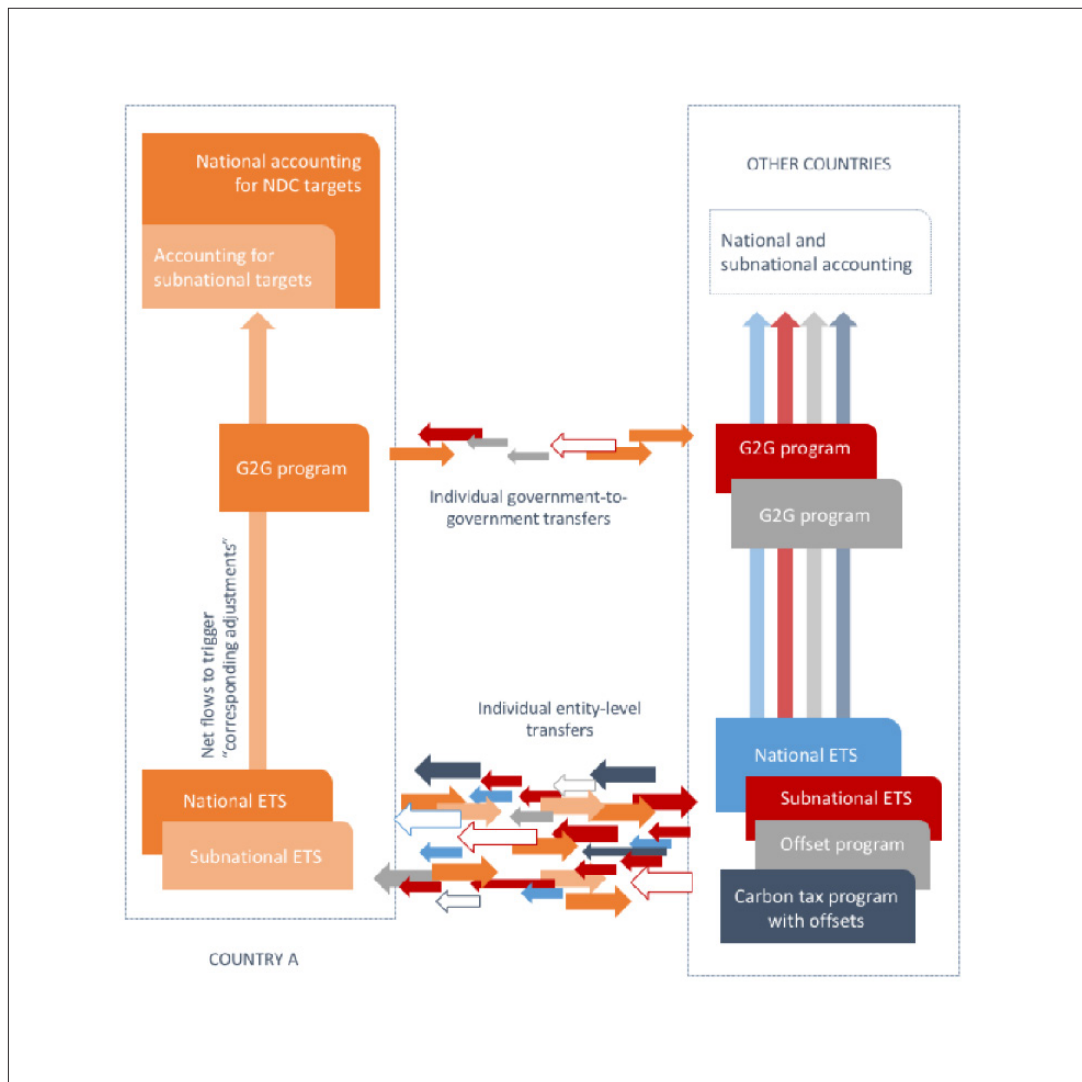 National accounting
for NDC targets
Accounting for
subnational targets
G2G program
Net flows to trigger
“corresponding adjustments”
National ETS
Subnational ETS
COUNTRY A
Individual government-to-
government transfers
Individual entity-level
transfers
OTHER COUNTRIES
National and
subnational accounting
G2G program
G2G program
National ETS
Subnational ETS
Offset program
Carbon tax program
with offsets